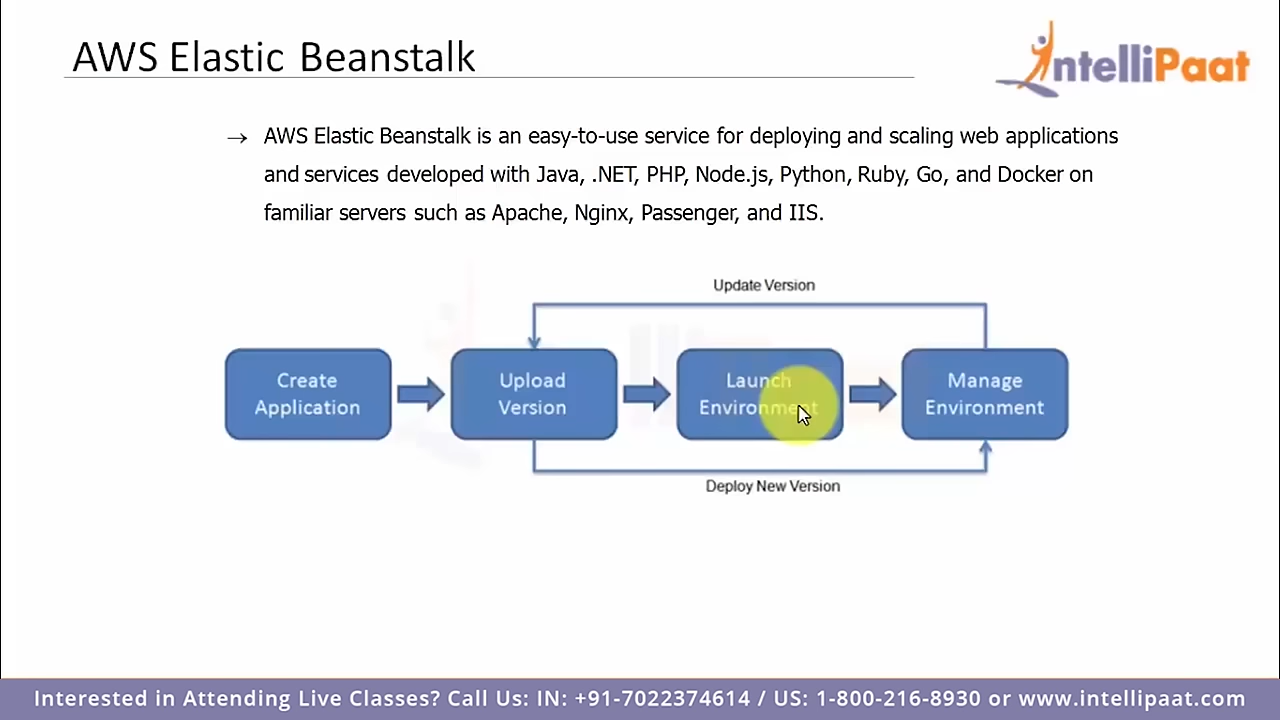 AWS Elastic Beanstalk
IntelliPaat
→ AWS Elastic Beanstalk is an easy-to-use service for deploying and scaling web applications
and services developed with Java, .NET, PHP, Node.js, Python, Ruby, Go, and Docker on
familiar servers such as Apache, Nginx, Passenger, and IIS.
Update Version
Create
Application
Upload
Version
Launch
Environment
Manage
Environment
Deploy New Version
Interested in Attending Live Classes? Call Us: IN: +91-7022374614 / US: 1-800-216-8930 or www.intellipaat.com